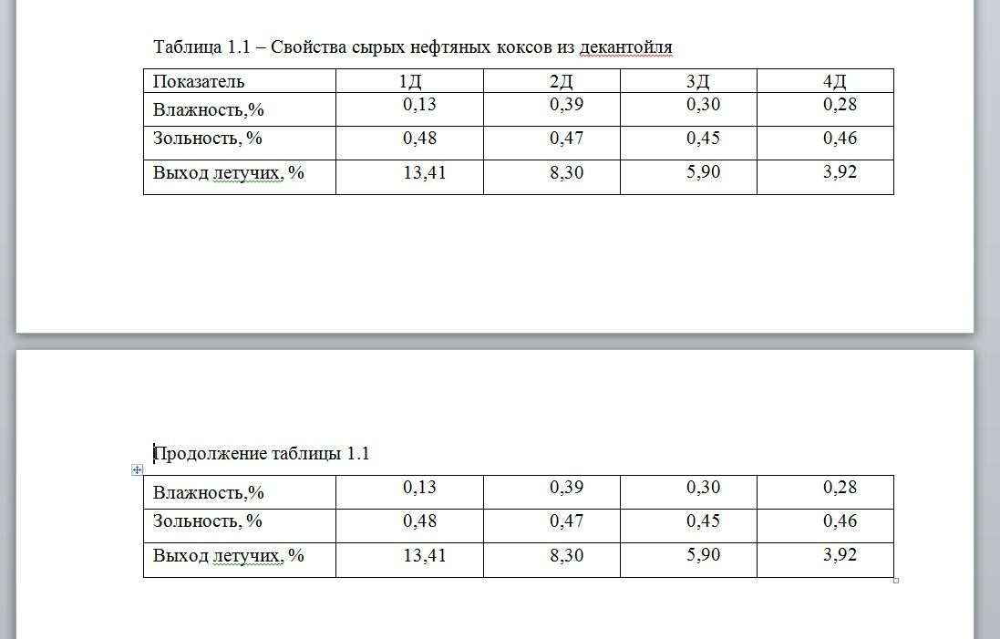 Таблица 1.1 – Свойства сырых нефтяных коксов из декантойля
Показатель 1Д 2Д 3Д 4Д
Влажность,% 0,13 0,39 0,30 0,28
Зольность, % 0,48 0,47 0,45 0,46
Выход летучих, % 13,41 8,30 5,90 3,92
Продолжение таблицы 1.1
Влажность,% 0,13 0,39 0,30 0,28
Зольность, % 0,48 0,47 0,45 0,46
Выход летучих, % 13,41 8,30 5,90 3,92